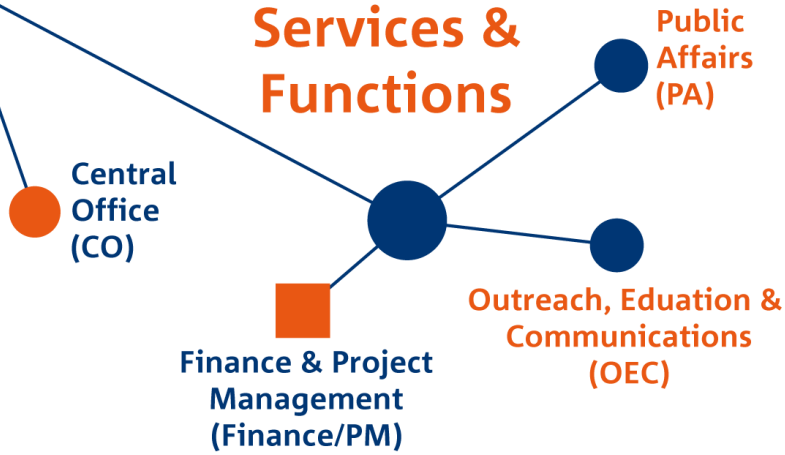 Services &
Functions
Public
Affairs
(PA)
Central
Office
(CO)
Outreach, Eduation &
Communications
(OEC)
Finance & Project
Management
(Finance/PM)